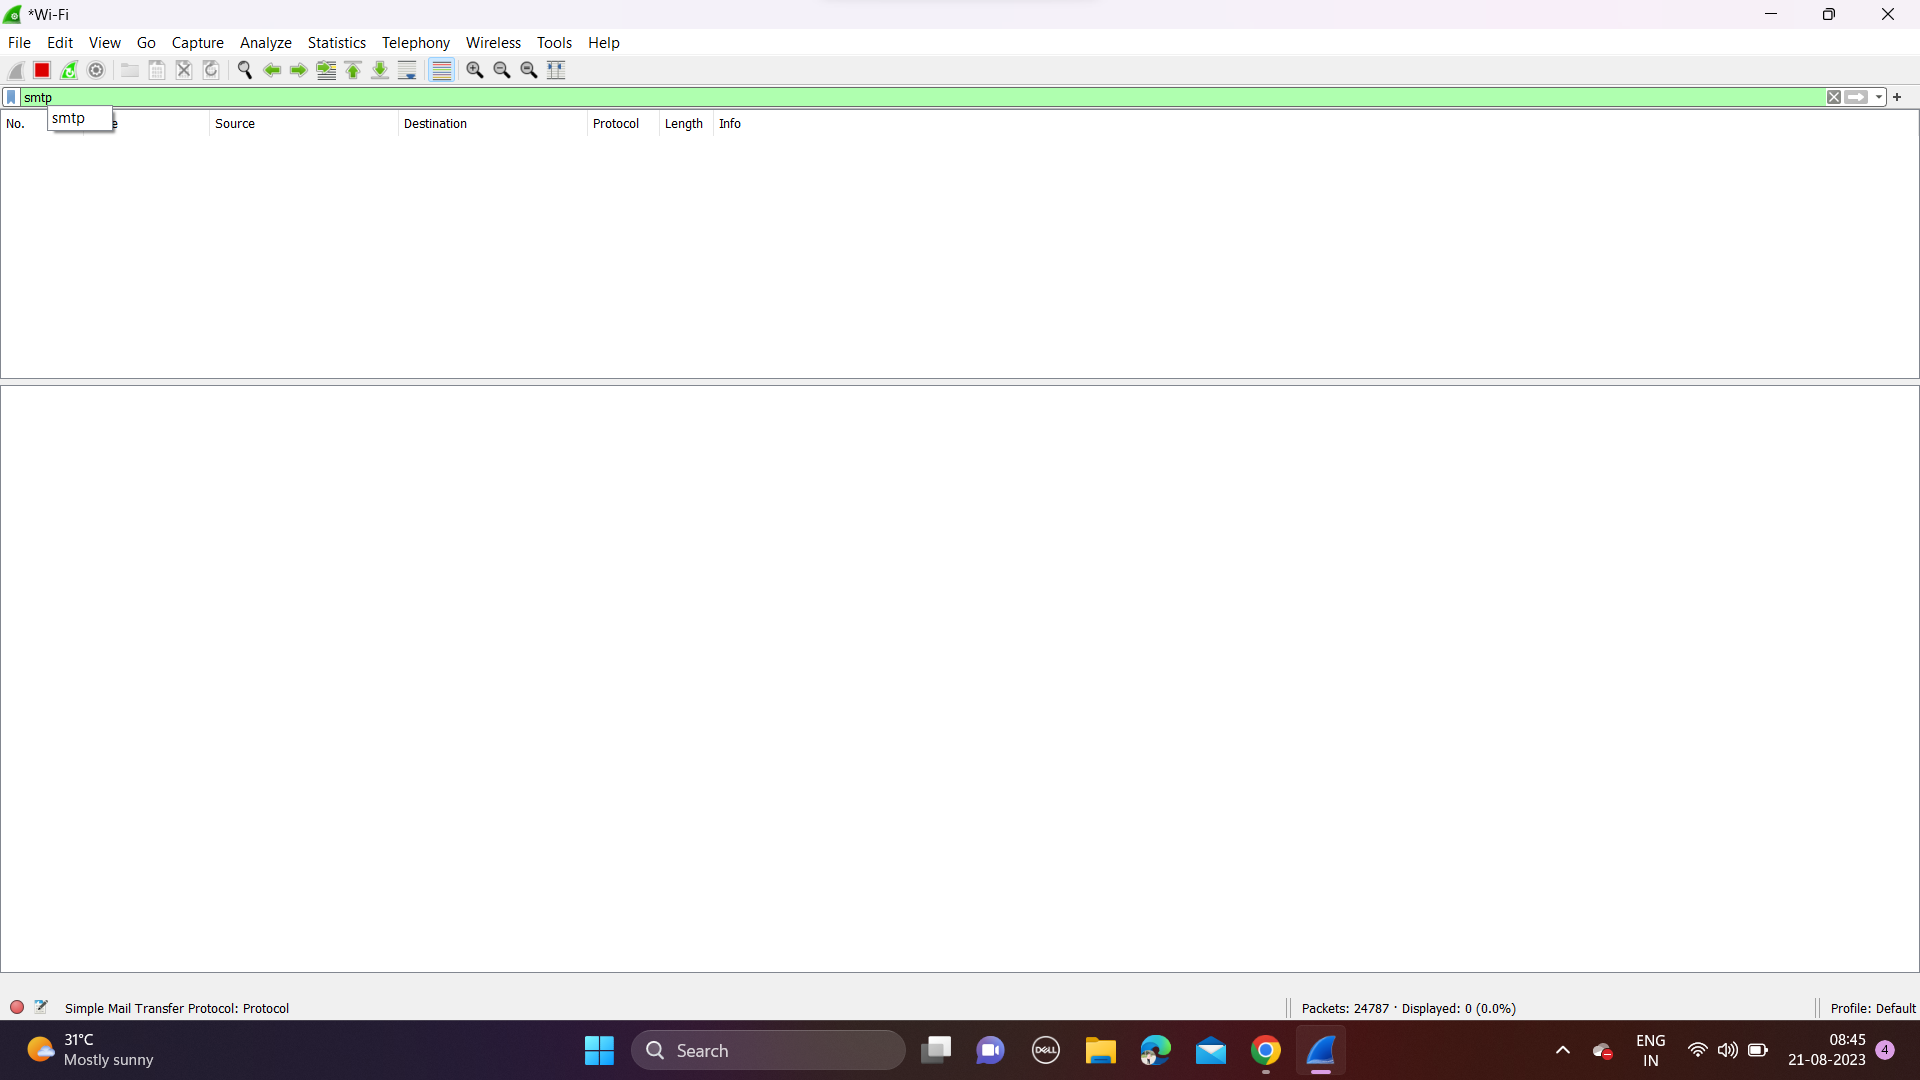 *Wi-Fi
File Edit View Go Capture Analyze Statistics Telephony Wireless Tools Help
smtp
smtp
No. Source Destination Protocol Length Info
Simple Mail Transfer Protocol: Protocol
Packets: 24787 · Displayed: 0 (0.0%)
Profile: Default
31°C
Mostly sunny
Search
DELL
ENG
IN
08:45
21-08-2023
4